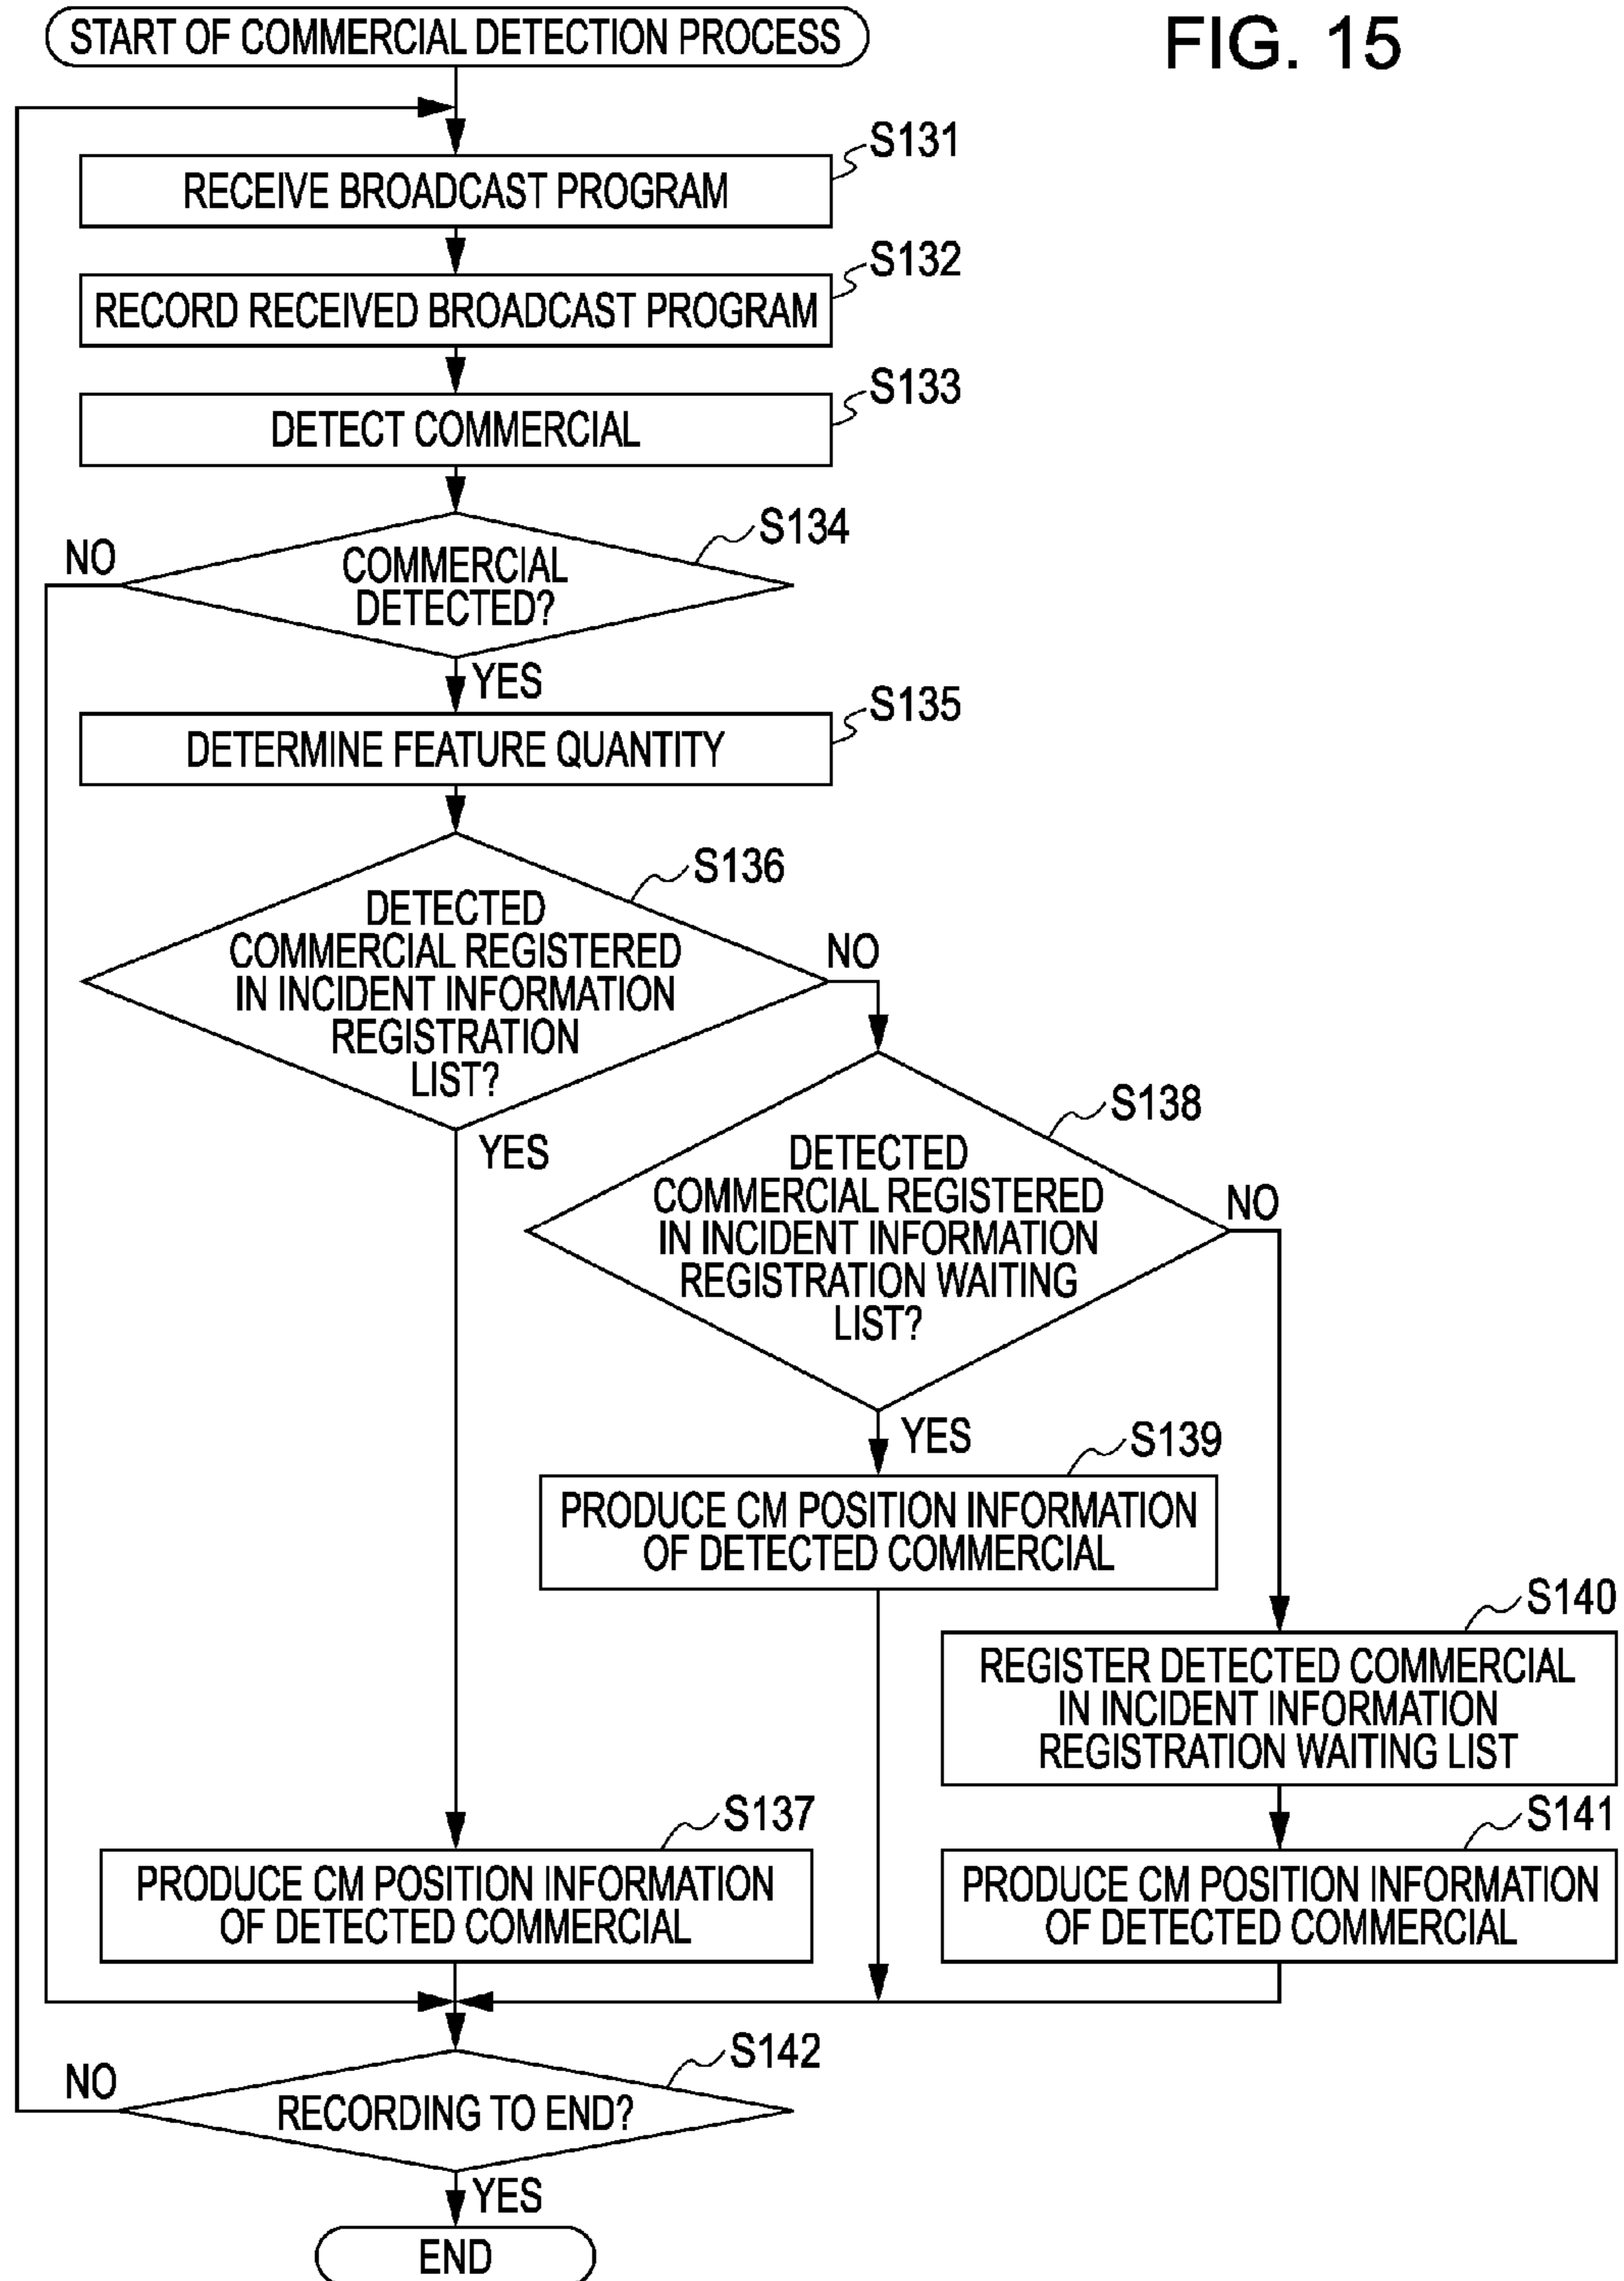 FIG. 15
START OF COMMERCIAL DETECTION PROCESS
S131
RECEIVE BROADCAST PROGRAM
S132
RECORD RECEIVED BROADCAST PROGRAM
S133
DETECT COMMERCIAL
S134
NO
COMMERCIAL
DETECTED?
YES
S135
DETERMINE FEATURE QUANTITY
S136
DETECTED
COMMERCIAL REGISTERED
IN INCIDENT INFORMATION
REGISTRATION
LIST?
NO
YES
S138
DETECTED
COMMERCIAL REGISTERED
IN INCIDENT INFORMATION
REGISTRATION WAITING
LIST?
NO
YES
S139
PRODUCE CM POSITION INFORMATION
OF DETECTED COMMERCIAL
S140
REGISTER DETECTED COMMERCIAL
IN INCIDENT INFORMATION
REGISTRATION WAITING LIST
S137
PRODUCE CM POSITION INFORMATION
OF DETECTED COMMERCIAL
S141
PRODUCE CM POSITION INFORMATION
OF DETECTED COMMERCIAL
S142
NO
RECORDING TO END?
YES
END